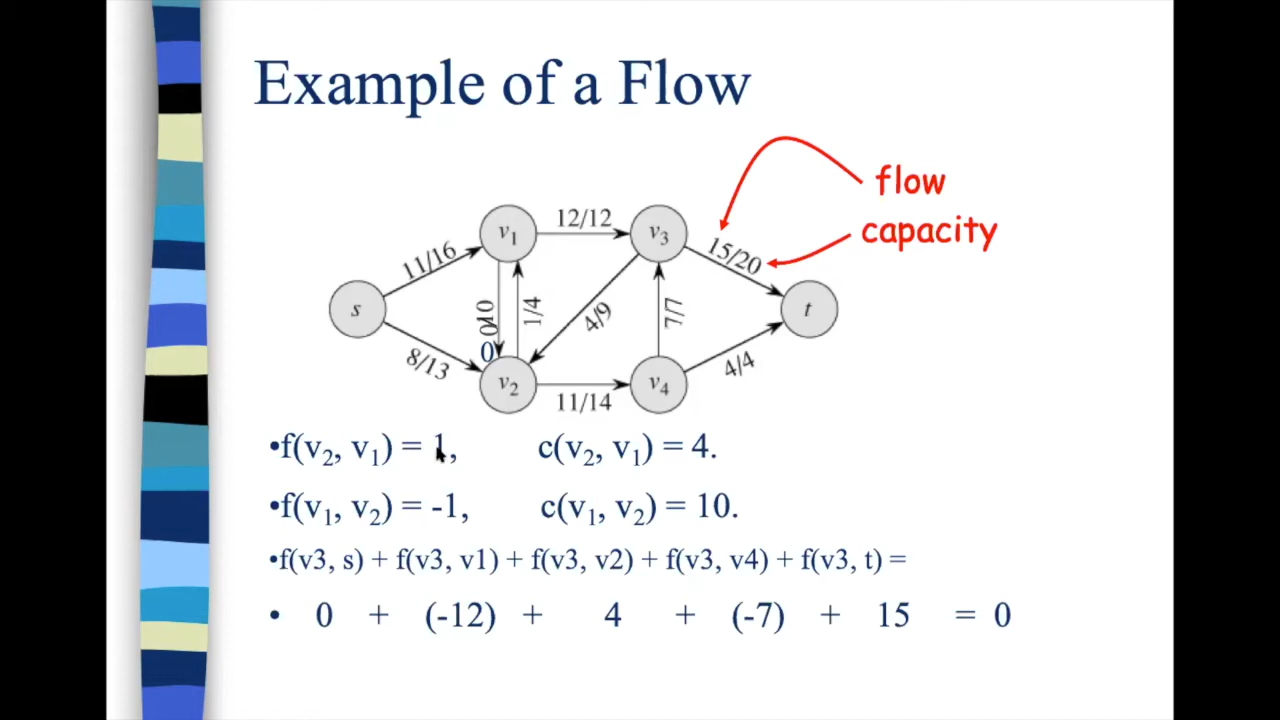 Example of a Flow
flow
capacity
12/12
v1
v3
11/16
15/20
s
10
0
1/4
4/9
7/7
t
0
8/13
4/4
v2
v4
11/14
•f(v2, v1) = 1, c(v2, v1) = 4.
•f(v1, v2) = -1, c(v1, v2) = 10.
•f(v3, s) + f(v3, v1) + f(v3, v2) + f(v3, v4) + f(v3, t) =
• 0 + (-12) + 4 + (-7) + 15 = 0